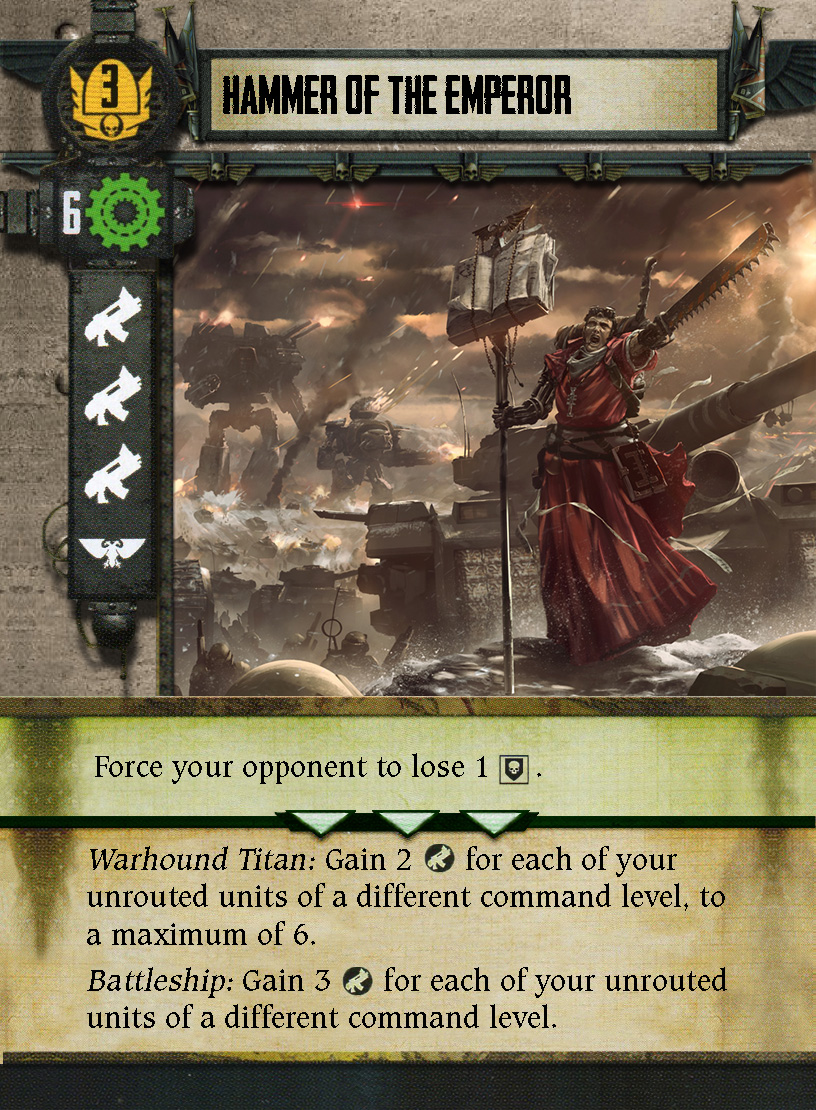 3
HAMMER OF THE EMPEROR
6
Force your opponent to lose 1 .
Warhound Titan: Gain 2 for each of your
unrouted units of a different command level, to
a maximum of 6.
Battleship: Gain 3 for each of your unrouted
units of a different command level.